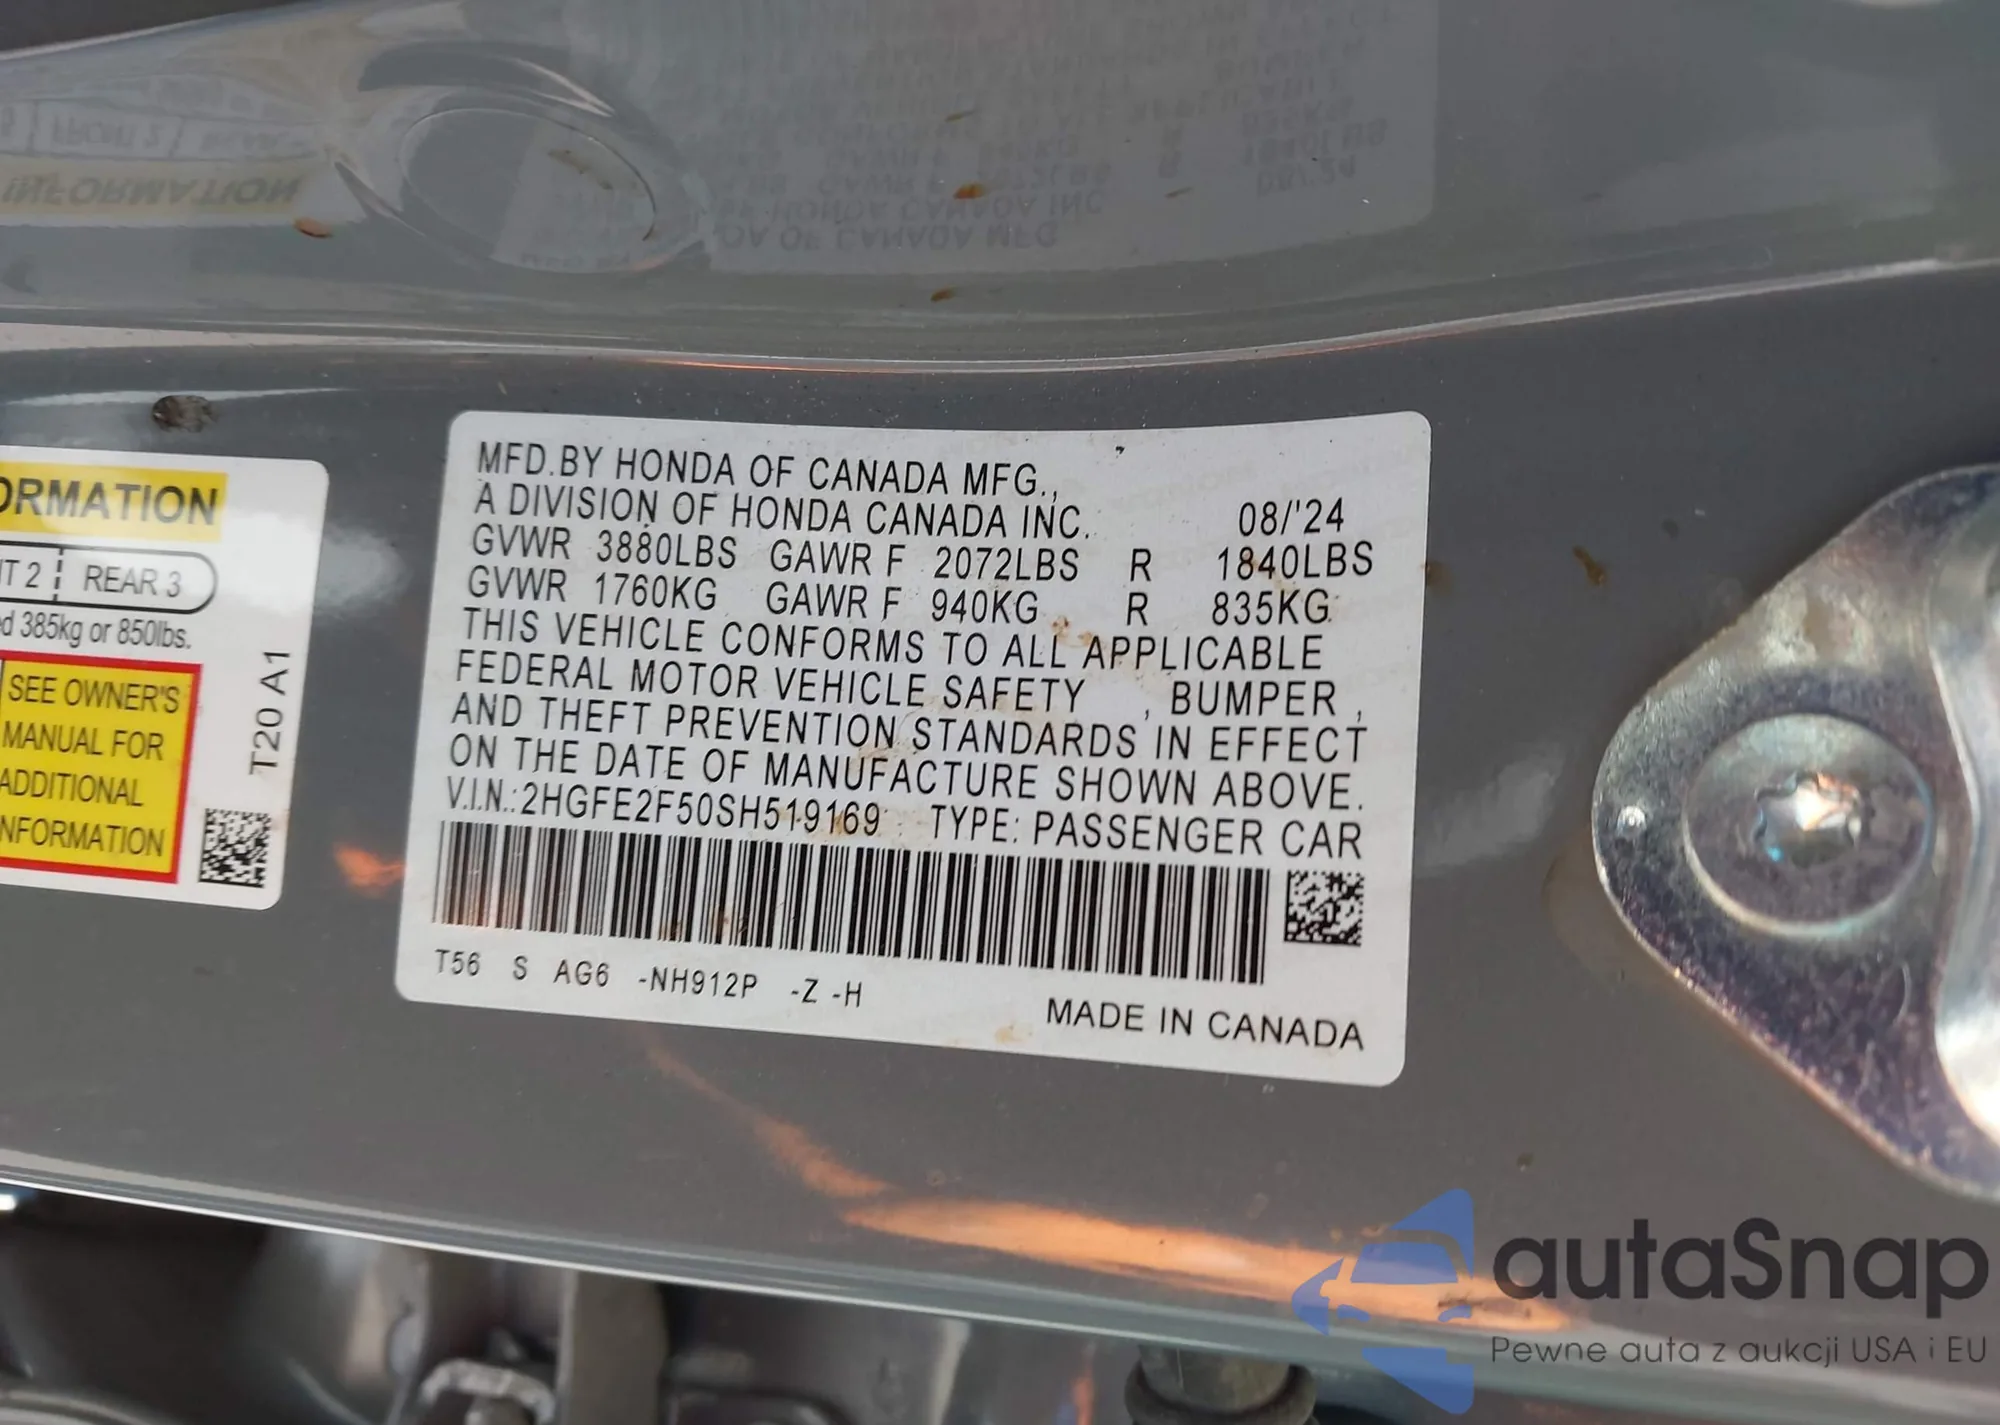 ORMATION
T 2 REAR 3
d 385kg or 850lbs.
SEE OWNER'S
MANUAL FOR
ADDITIONAL
NFORMATION
T20 A1
MFD.BY HONDA OF CANADA MFG.,
A DIVISION OF HONDA CANADA INC. 08/'24
GVWR 3880LBS GAWR F 2072LBS R 1840LBS
GVWR 1760KG GAWR F 940KG R 835KG
THIS VEHICLE CONFORMS TO ALL APPLICABLE
FEDERAL MOTOR VEHICLE SAFETY , BUMPER ,
AND THEFT PREVENTION STANDARDS IN EFFECT
ON THE DATE OF MANUFACTURE SHOWN ABOVE.
V.I.N.:2HGFE2F50SH519169 TYPE: PASSENGER CAR
T56 S AG6 -NH912P -Z -H
MADE IN CANADA
autaSnap
Pewne auta z aukcji USA i EU